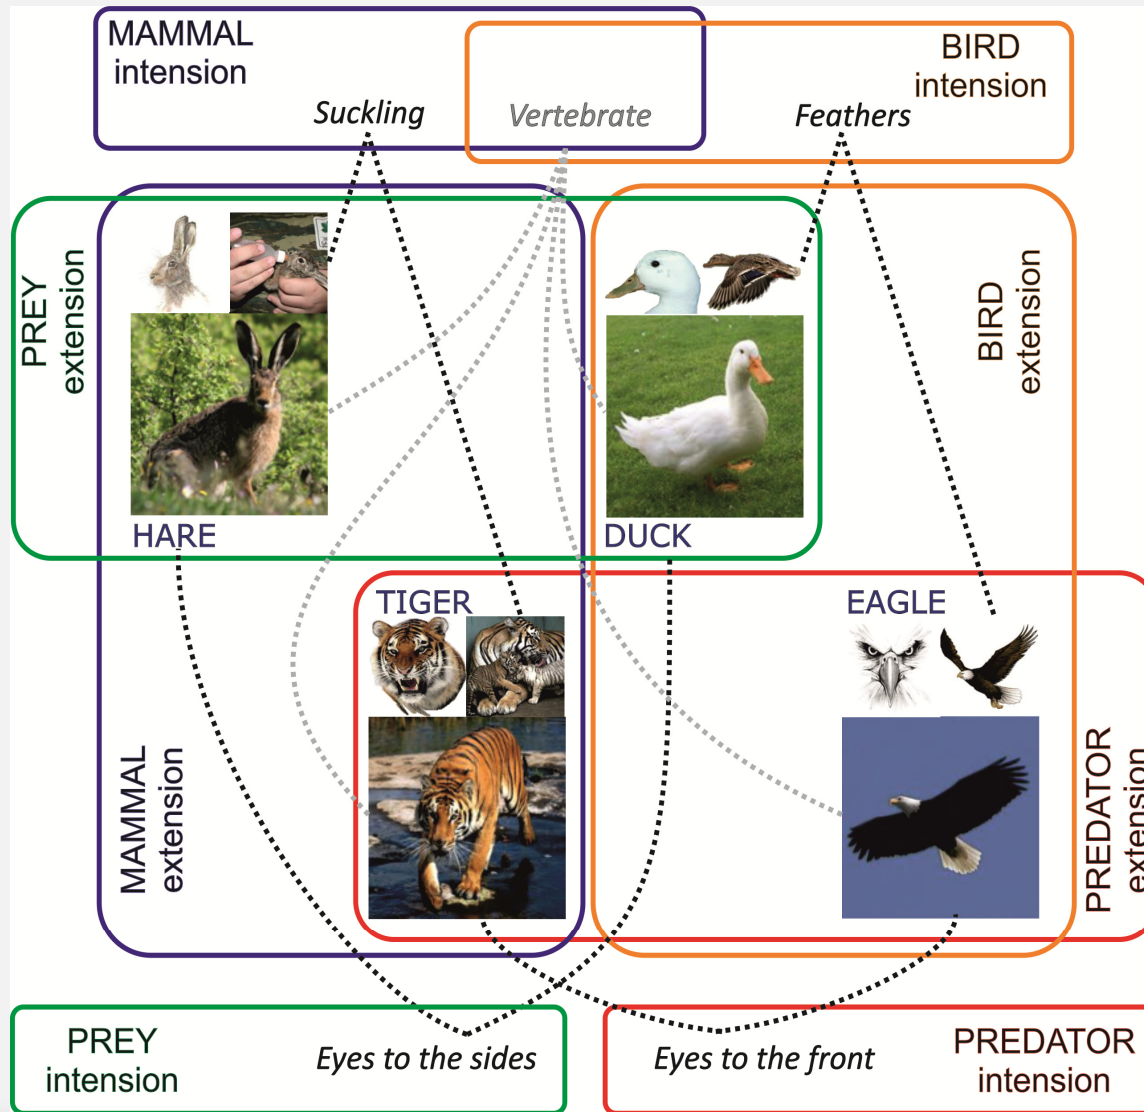 MAMMAL
intension
BIRD
intension
Suckling
Vertebrate
Feathers
PREY
extension
BIRD
extension
HARE
DUCK
TIGER
EAGLE
MAMMAL
extension
PREDATOR
extension
PREY
intension
Eyes to the sides
Eyes to the front
PREDATOR
intension